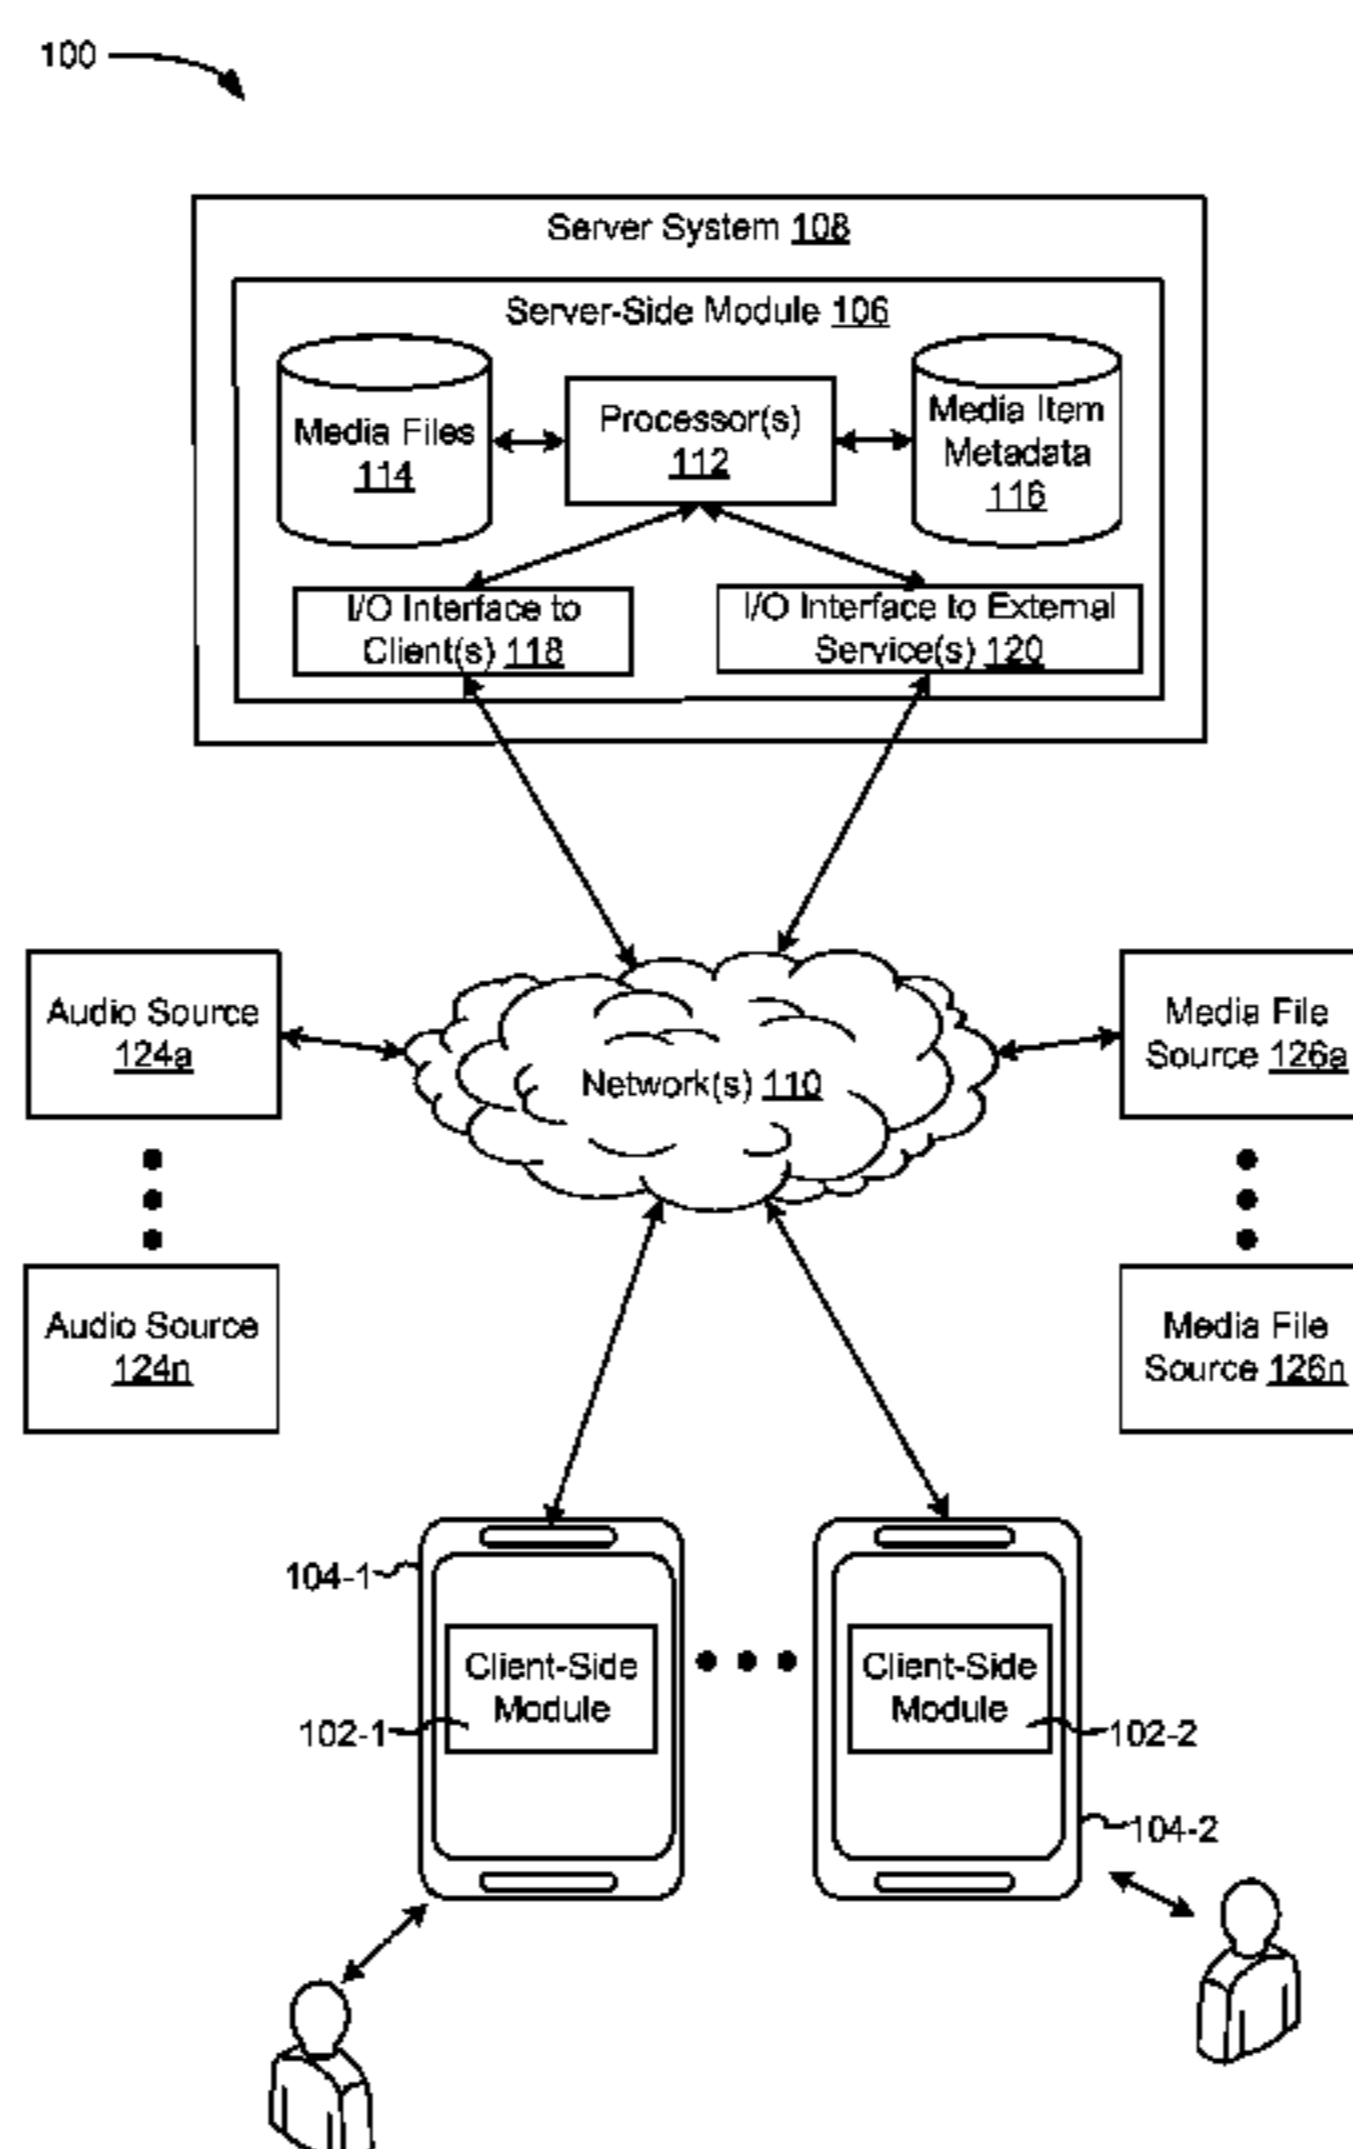 100
Server System 108
Server-Side Module 106
Media Files
114
Processor(s)
112
Media Item
Metadata
116
I/O Interface to
Client(s) 118
I/O Interface to External
Service(s) 120
Audio Source
124a
Network(s) 110
Media File
Source 126a
Audio Source
124n
Media File
Source 126n
104-1
Client-Side
Module
102-1
Client-Side
Module
102-2
104-2